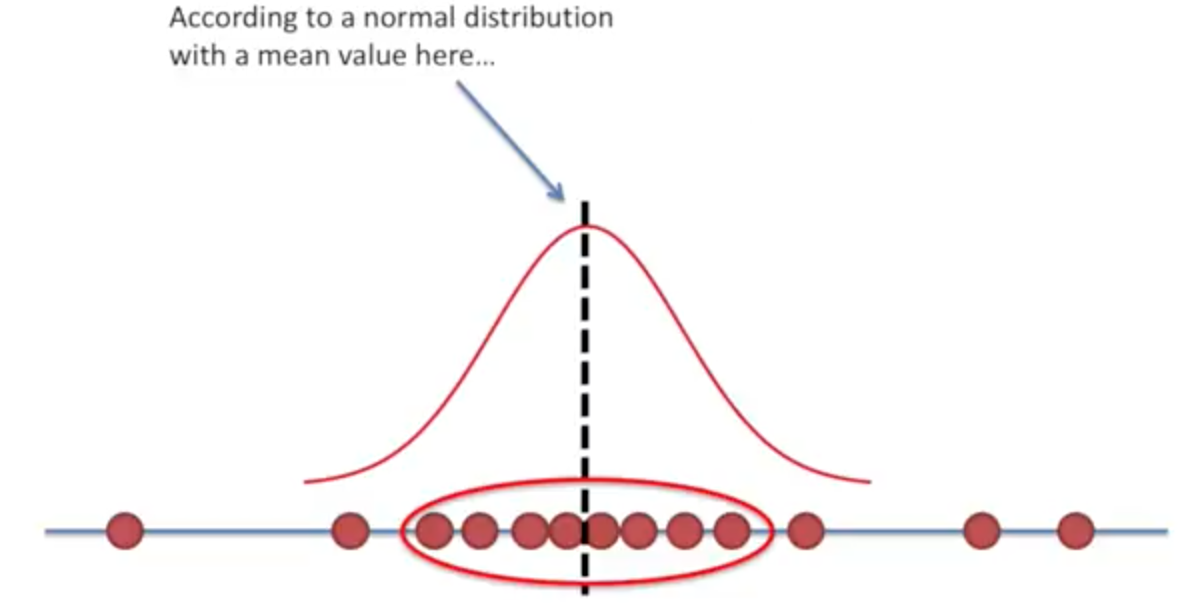 According to a normal distribution
with a mean value here...